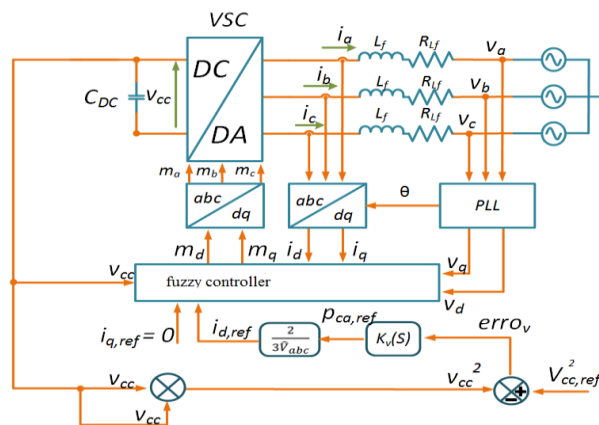 VSC
i_a L_f R_Lf v_a
DC
i_b L_f R_Lf v_b
C_DC v_cc
i_c L_f R_Lf v_c
DA
m_a m_b m_c
abc dq
abc dq
θ
PLL
m_d m_q i_d i_q
v_q
v_cc
fuzzy controller
v_d
i_q,ref = 0
i_d,ref
2 / 3V̂_abc
p_ca,ref
K_v(S)
erro_v
v_cc
v_cc^2
V_cc,ref^2
v_cc
− +